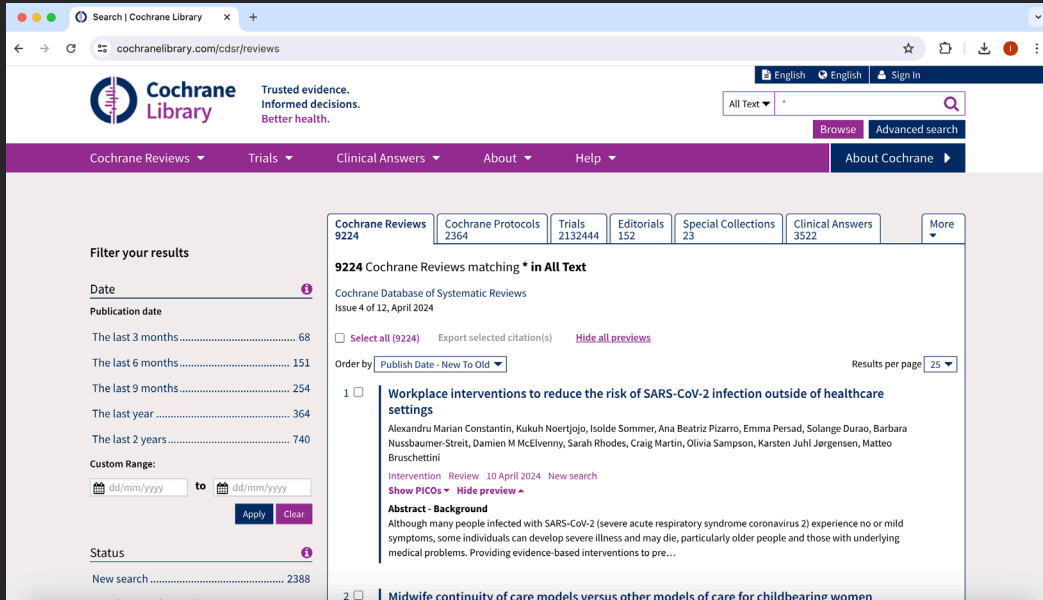 Search | Cochrane Library
cochranelibrary.com/cdsr/reviews
English English Sign In
Cochrane Library
Trusted evidence.
Informed decisions.
Better health.
All Text *
Browse Advanced search
Cochrane Reviews Trials Clinical Answers About Help About Cochrane
Filter your results
Date
Publication date
The last 3 months 68
The last 6 months 151
The last 9 months 254
The last year 364
The last 2 years 740
Custom Range:
dd/mm/yyyy to dd/mm/yyyy
Apply Clear
Status
New search 2388
Cochrane Reviews
9224
Cochrane Protocols
2364
Trials
2132444
Editorials
152
Special Collections
23
Clinical Answers
3522
More
9224 Cochrane Reviews matching * in All Text
Cochrane Database of Systematic Reviews
Issue 4 of 12, April 2024
Select all (9224) Export selected citation(s) Hide all previews
Order by Publish Date - New To Old Results per page 25
1 Workplace interventions to reduce the risk of SARS-CoV-2 infection outside of healthcare
settings
Alexandru Marian Constantin, Kukuh Noertjojo, Isolde Sommer, Ana Beatriz Pizarro, Emma Persad, Solange Durao, Barbara
Nussbaumer-Streit, Damien M McElvenny, Sarah Rhodes, Craig Martin, Olivia Sampson, Karsten Juhl Jørgensen, Matteo
Bruschettini
Intervention Review 10 April 2024 New search
Show PICOs Hide preview
Abstract - Background
Although many people infected with SARS-CoV-2 (severe acute respiratory syndrome coronavirus 2) experience no or mild
symptoms, some individuals can develop severe illness and may die, particularly older people and those with underlying
medical problems. Providing evidence-based interventions to pre…
2 Midwife continuity of care models versus other models of care for childbearing women